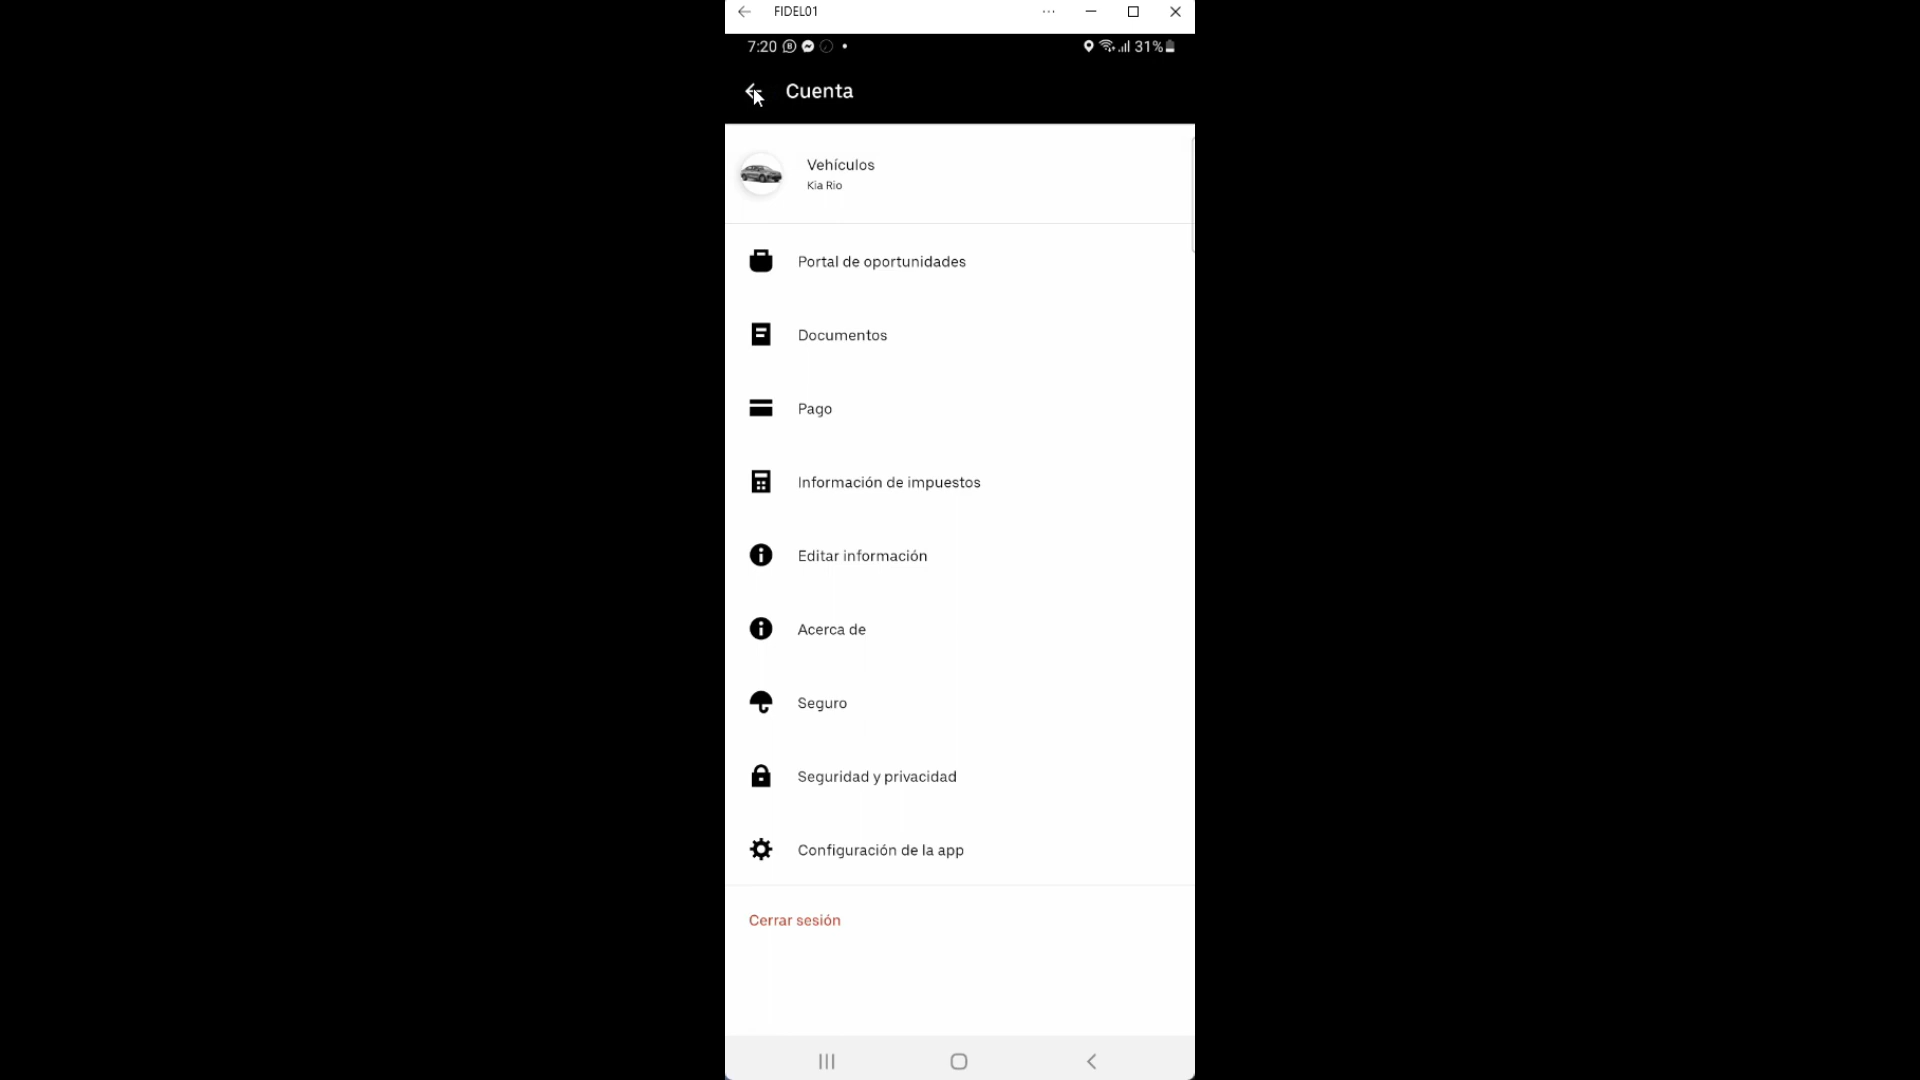 FIDEL01
7:20 31%
Cuenta
Vehículos
Kia Rio
Portal de oportunidades
Documentos
Pago
Información de impuestos
Editar información
Acerca de
Seguro
Seguridad y privacidad
Configuración de la app
Cerrar sesión